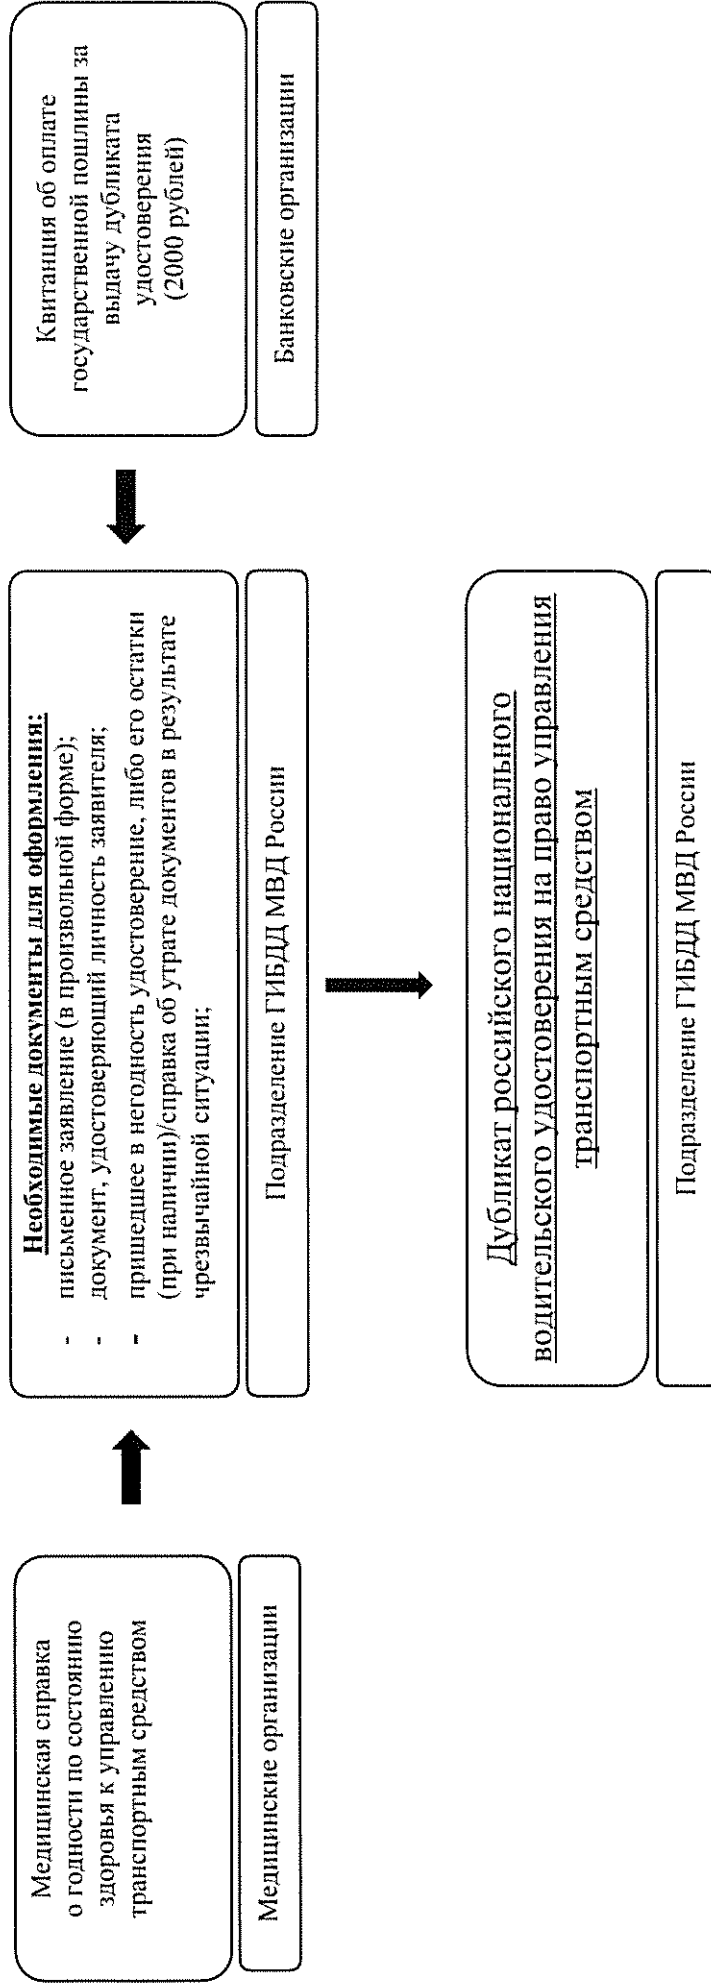 Медицинская справка
о годности по состоянию
здоровья к управлению
транспортным средством
Медицинские организации
Необходимые документы для оформления:
- письменное заявление (в произвольной форме);
- документ, удостоверяющий личность заявителя;
- пришедшее в негодность удостоверение, либо его остатки
(при наличии)/справка об утрате документов в результате
чрезвычайной ситуации;
Подразделение ГИБДД МВД России
Квитанция об оплате
государственной пошлины за
выдачу дубликата
удостоверения
(2000 рублей)
Банковские организации
Дубликат российского национального
водительского удостоверения на право управления
транспортным средством
Подразделение ГИБДД МВД России